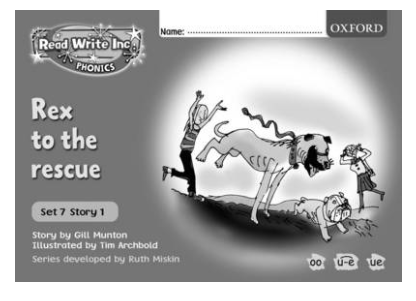 Name:
OXFORD
Read Write Inc.
PHONICS
Rex
to the
rescue
Set 7 Story 1
Story by Gill Munton
Illustrated by Tim Archbold
Series developed by Ruth Miskin
oo u-e ue